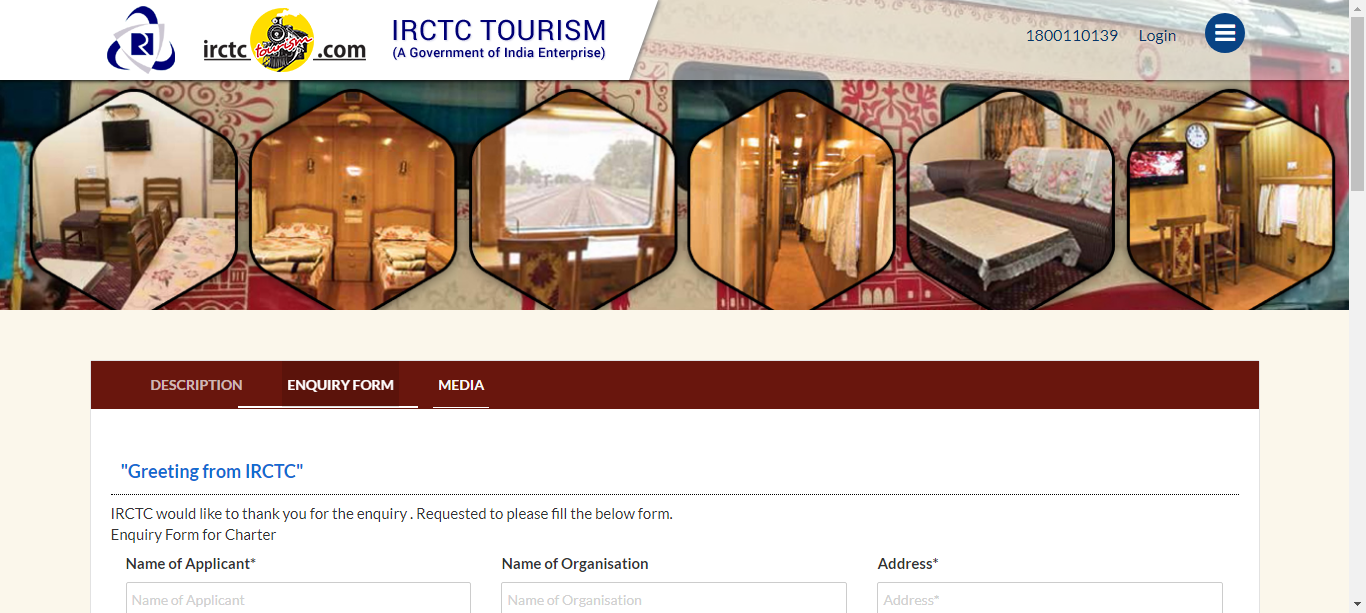 irctc tourism .com
IRCTC TOURISM
(A Government of India Enterprise)
1800110139 Login
DESCRIPTION ENQUIRY FORM MEDIA
"Greeting from IRCTC"
IRCTC would like to thank you for the enquiry . Requested to please fill the below form.
Enquiry Form for Charter
Name of Applicant* Name of Organisation Address*
Name of Applicant Name of Organisation Address*